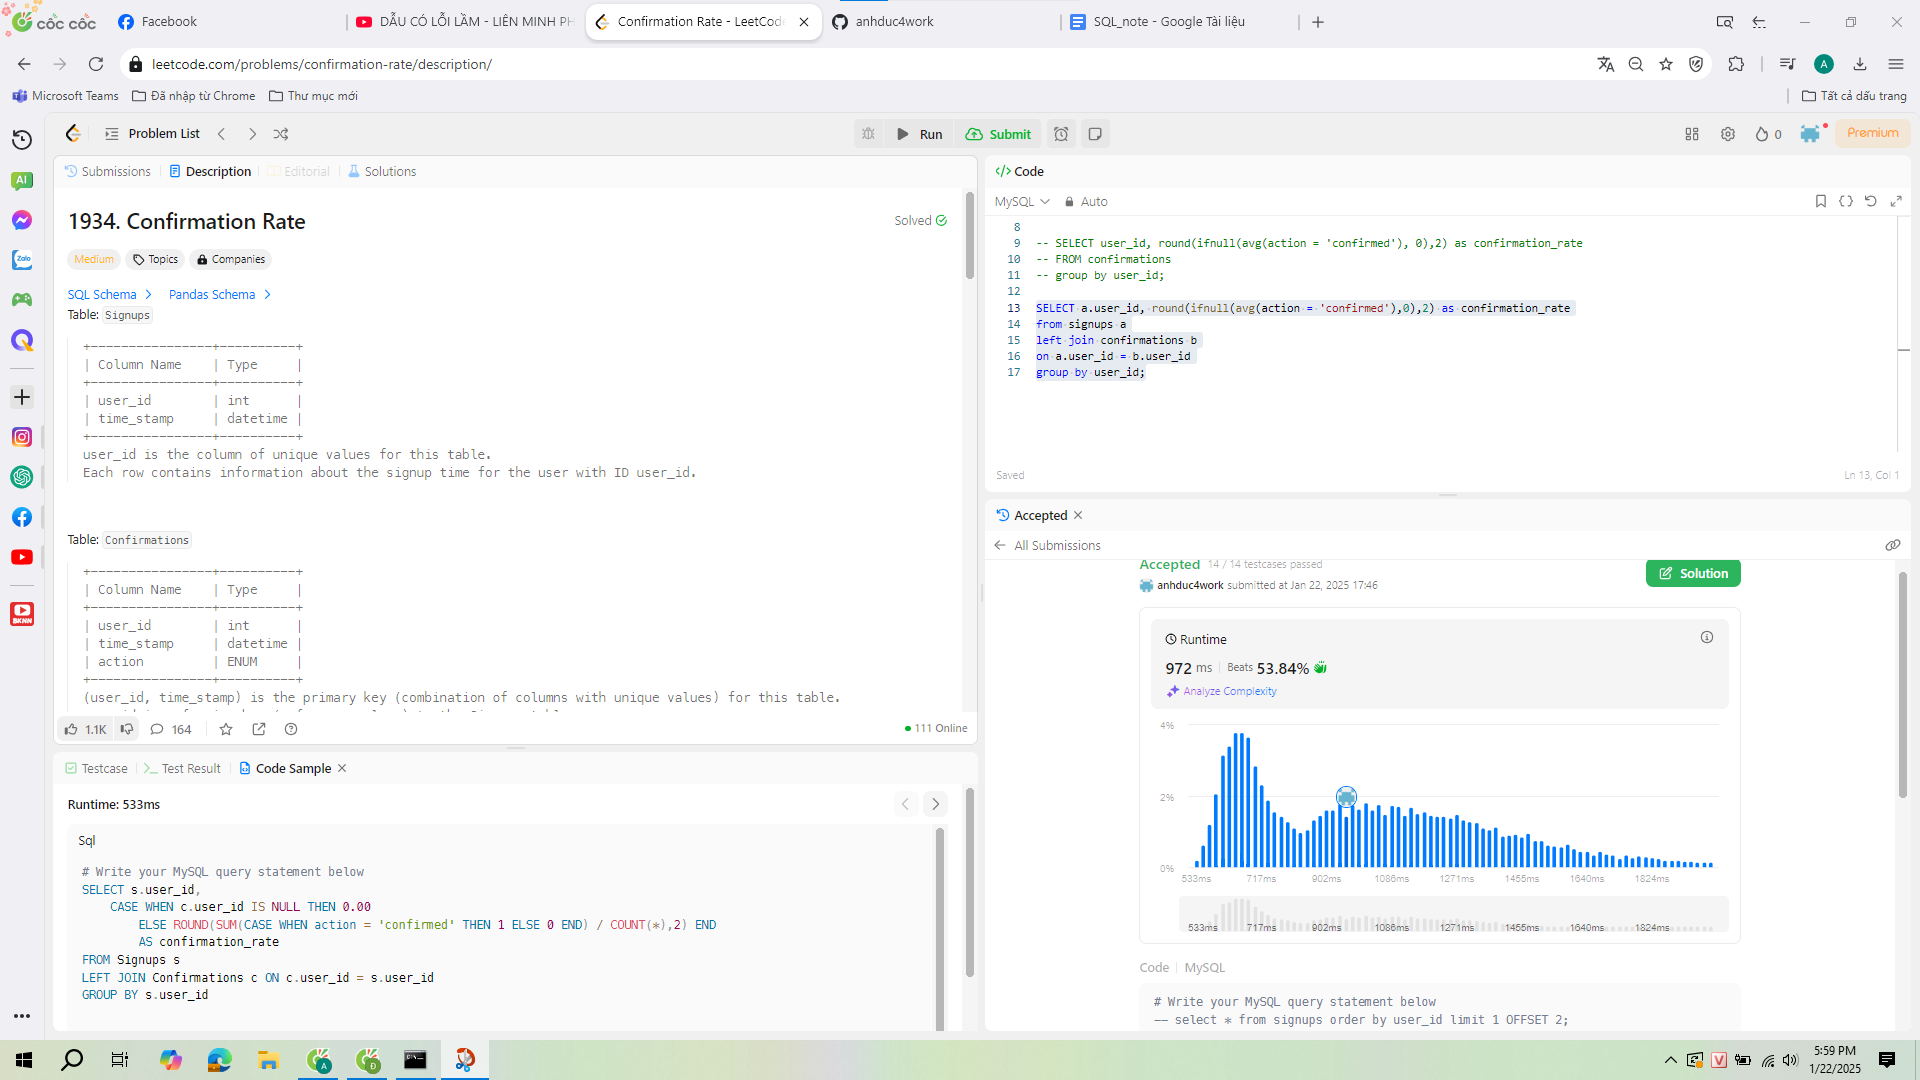 cốc cốc
Facebook
DẪU CÓ LỖI LẦM - LIÊN MINH PH
Confirmation Rate - LeetCode
anhduc4work
SQL_note - Google Tài liệu
leetcode.com/problems/confirmation-rate/description/
A
Microsoft Teams
Đã nhập từ Chrome
Thư mục mới
Tất cả dấu trang
Problem List
Run
Submit
0
Premium
AI
Zalo
BKNN
Submissions
Description
Editorial
Solutions
1934. Confirmation Rate
Solved
Medium
Topics
Companies
SQL Schema
Pandas Schema
Table: Signups
+----------------+----------+
| Column Name    | Type     |
+----------------+----------+
| user_id        | int      |
| time_stamp     | datetime |
+----------------+----------+
user_id is the column of unique values for this table.
Each row contains information about the signup time for the user with ID user_id.
Table: Confirmations
+----------------+----------+
| Column Name    | Type     |
+----------------+----------+
| user_id        | int      |
| time_stamp     | datetime |
| action         | ENUM     |
+----------------+----------+
(user_id, time_stamp) is the primary key (combination of columns with unique values) for this table.
1.1K
164
111 Online
Testcase
Test Result
Code Sample
Runtime: 533ms
Sql
# Write your MySQL query statement below
SELECT s.user_id,
    CASE WHEN c.user_id IS NULL THEN 0.00
        ELSE ROUND(SUM(CASE WHEN action = 'confirmed' THEN 1 ELSE 0 END) / COUNT(*),2) END
        AS confirmation_rate
FROM Signups s
LEFT JOIN Confirmations c ON c.user_id = s.user_id
GROUP BY s.user_id
</> Code
MySQL
Auto
8
9 -- SELECT user_id, round(ifnull(avg(action = 'confirmed'), 0),2) as confirmation_rate
10 -- FROM confirmations
11 -- group by user_id;
12
13 SELECT a.user_id, round(ifnull(avg(action = 'confirmed'),0),2) as confirmation_rate
14 from signups a
15 left join confirmations b
16 on a.user_id = b.user_id
17 group by user_id;
Saved
Ln 13, Col 1
Accepted
All Submissions
Accepted 14 / 14 testcases passed
anhduc4work submitted at Jan 22, 2025 17:46
Solution
Runtime
972 ms
Beats 53.84%
Analyze Complexity
4%
2%
0%
533ms 717ms 902ms 1086ms 1271ms 1455ms 1640ms 1824ms
533ms 717ms 902ms 1086ms 1271ms 1455ms 1640ms 1824ms
Code
MySQL
# Write your MySQL query statement below
-- select * from signups order by user_id limit 1 OFFSET 2;
A
Đ
V
5:59 PM
1/22/2025